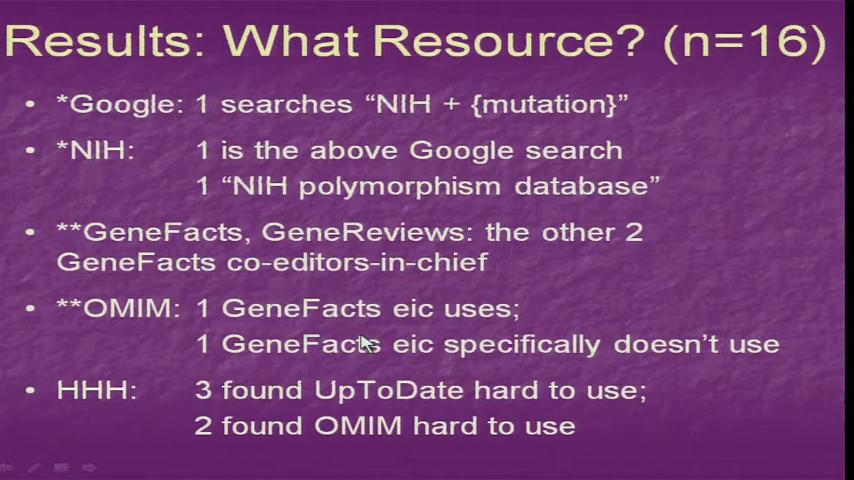 Results: What Resource? (n=16)
• *Google: 1 searches “NIH + {mutation}”
• *NIH: 1 is the above Google search
1 “NIH polymorphism database”
• **GeneFacts, GeneReviews: the other 2
GeneFacts co-editors-in-chief
• **OMIM: 1 GeneFacts eic uses;
1 GeneFacts eic specifically doesn’t use
• HHH: 3 found UpToDate hard to use;
2 found OMIM hard to use